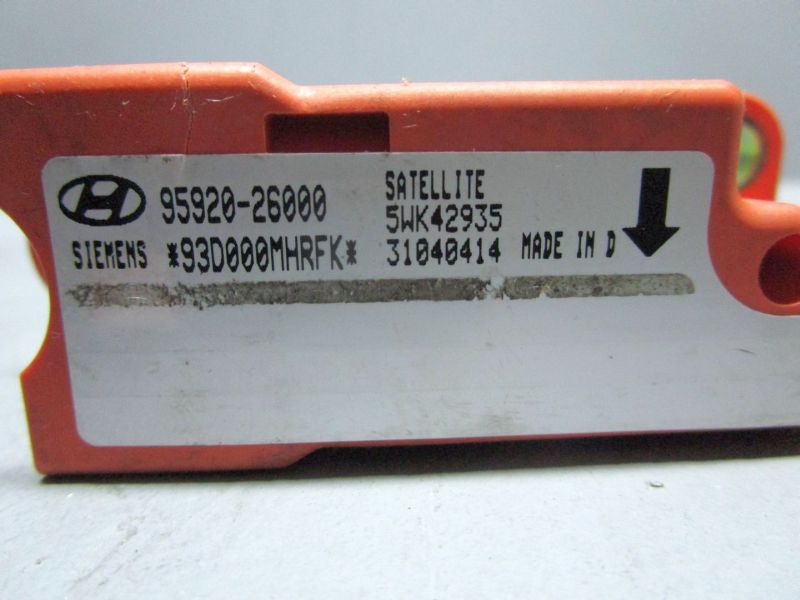 95920-26000 SATELLITE
5WK42935
SIEMENS *93D000MHRFK* 31040414 MADE IN D